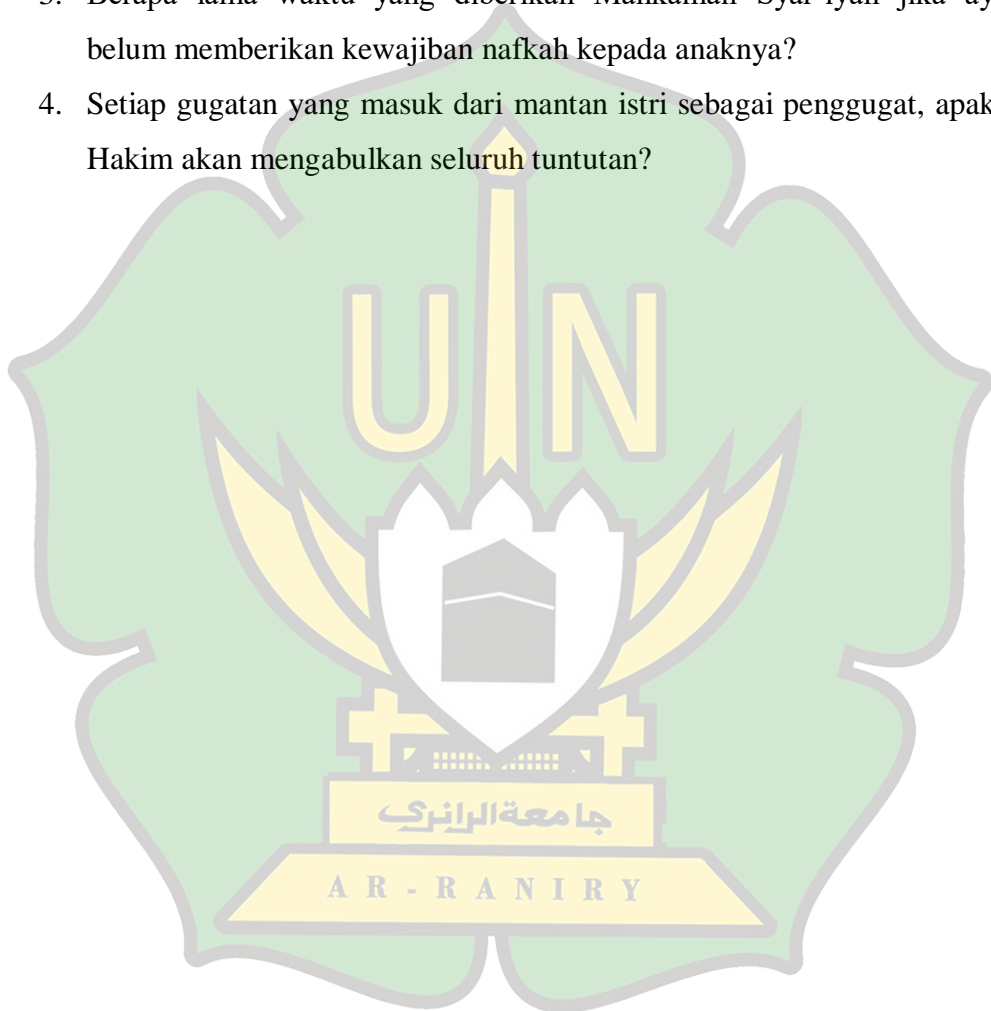 belum memberikan kewajiban nafkah kepada anaknya?
4. Setiap gugatan yang masuk dari mantan istri sebagai penggugat,
Hakim akan mengabulkan seluruh tuntutan?
UIN
جامعة الرانري
AR-RANIRY